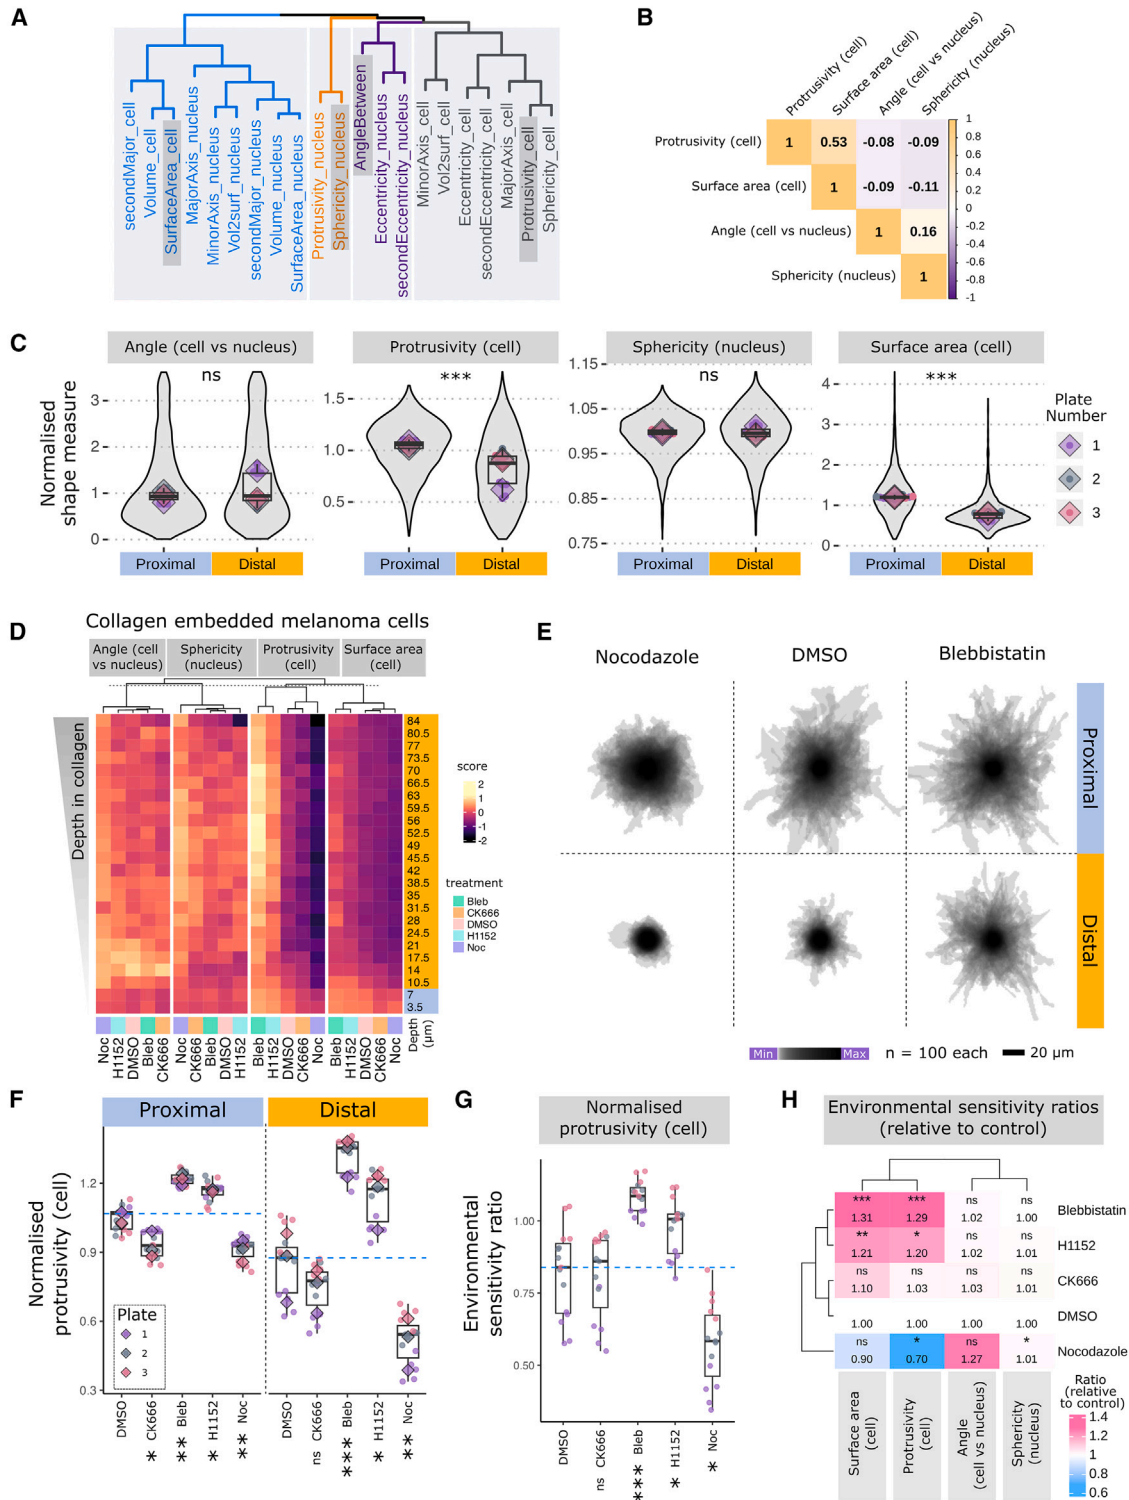 A
secondMajor_cell
Volume_cell
SurfaceArea_cell
MajorAxis_nucleus
MinorAxis_nucleus
Vol2surf_nucleus
secondMajor_nucleus
Volume_nucleus
SurfaceArea_nucleus
Protrusivity_nucleus
Sphericity_nucleus
AngleBetween
Eccentricity_nucleus
secondEccentricity_nucleus
MinorAxis_cell
Vol2surf_cell
Eccentricity_cell
secondEccentricity_cell
MajorAxis_cell
Protrusivity_cell
Sphericity_cell
B
Protrusivity (cell)
Surface area (cell)
Angle (cell vs nucleus)
Sphericity (nucleus)
Protrusivity (cell) 1 0.53 -0.08 -0.09
Surface area (cell) 1 -0.09 -0.11
Angle (cell vs nucleus) 1 0.16
Sphericity (nucleus) 1
1
0.8
0.6
0.4
0.2
0
-0.2
-0.4
-0.6
-0.8
-1
C
Normalised
shape measure
Angle (cell vs nucleus)
ns
3
2
1
0
Proximal Distal
Protrusivity (cell)
***
1.5
1.0
0.5
Proximal Distal
Sphericity (nucleus)
ns
1.15
1.05
0.95
0.85
0.75
Proximal Distal
Surface area (cell)
***
4
3
2
1
0
Proximal Distal
Plate
Number
1
2
3
D
Collagen embedded melanoma cells
Angle (cell
vs nucleus)
Sphericity
(nucleus)
Protrusivity
(cell)
Surface area
(cell)
Depth in collagen
84
80.5
77
73.5
70
66.5
63
59.5
56
52.5
49
45.5
42
38.5
35
31.5
28
24.5
21
17.5
14
10.5
7
3.5
Depth
(μm)
Noc H1152 DMSO Bleb CK666
Noc CK666 Bleb DMSO H1152
Bleb H1152 DMSO CK666 Noc
Bleb H1152 DMSO CK666 Noc
score
2
1
0
-1
-2
treatment
Bleb
CK666
DMSO
H1152
Noc
E
Nocodazole DMSO Blebbistatin
Proximal
Distal
Min Max n = 100 each 20 μm
F
Proximal Distal
Normalised
protrusivity (cell)
1.2
0.9
0.6
0.3
Plate
1
2
3
DMSO
* CK666
** Bleb
* H1152
** Noc
DMSO
ns CK666
*** Bleb
* H1152
** Noc
G
Normalised
protrusivity (cell)
Environmental
sensitivity ratio
1.00
0.75
0.50
DMSO
ns CK666
*** Bleb
* H1152
* Noc
H
Environmental sensitivity ratios
(relative to control)
*** *** ns ns
1.31 1.29 1.02 1.00
Blebbistatin
** * ns ns
1.21 1.20 1.02 1.01
H1152
ns ns ns ns
1.10 1.03 1.03 1.01
CK666
1.00 1.00 1.00 1.00
DMSO
ns * ns *
0.90 0.70 1.27 1.01
Nocodazole
Surface area
(cell)
Protrusivity
(cell)
Angle
(cell vs nucleus)
Sphericity
(nucleus)
Ratio
(relative
to control)
1.4
1.2
1.0
0.8
0.6